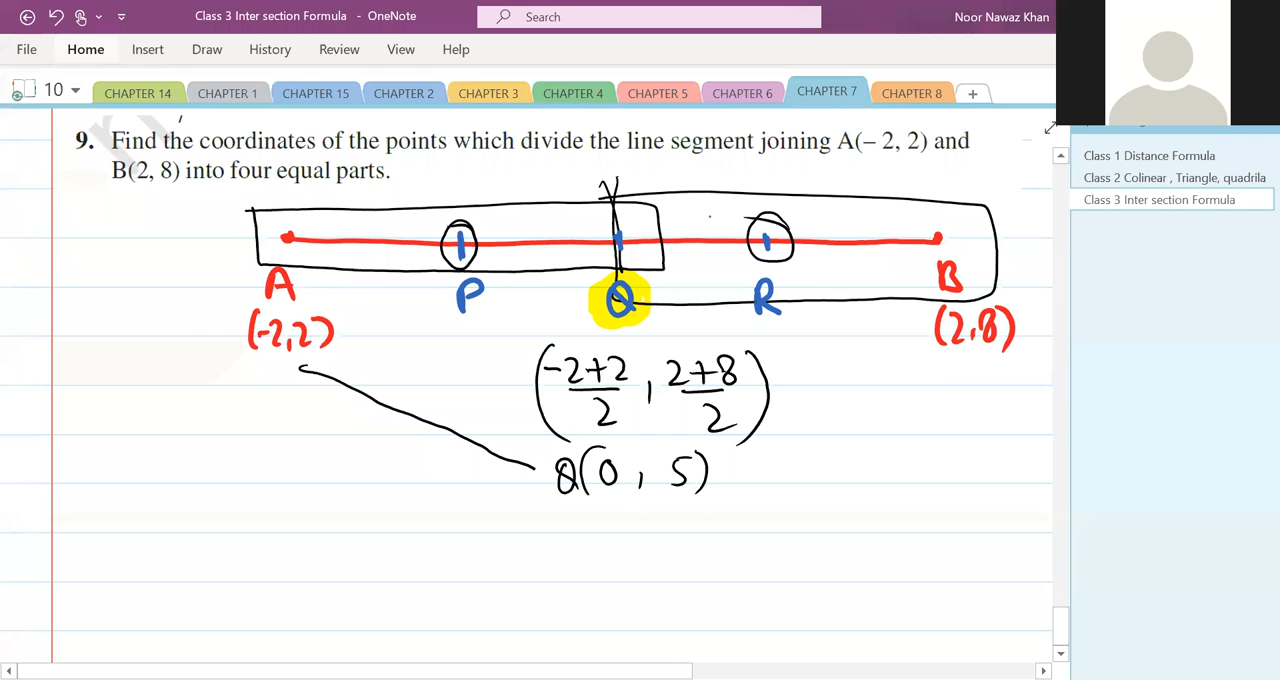 Class 3 Inter section Formula - OneNote
Search
Noor Nawaz Khan
File Home Insert Draw History Review View Help
10 CHAPTER 14 CHAPTER 1 CHAPTER 15 CHAPTER 2 CHAPTER 3 CHAPTER 4 CHAPTER 5 CHAPTER 6 CHAPTER 7 CHAPTER 8 +
Class 1 Distance Formula
Class 2 Colinear , Triangle, quadrila
Class 3 Inter section Formula
9. Find the coordinates of the points which divide the line segment joining A(– 2, 2) and
B(2, 8) into four equal parts.
A P Q R B
(-2,2) (2,8)
(-2+2/2 , 2+8/2)
Q(0 , 5)